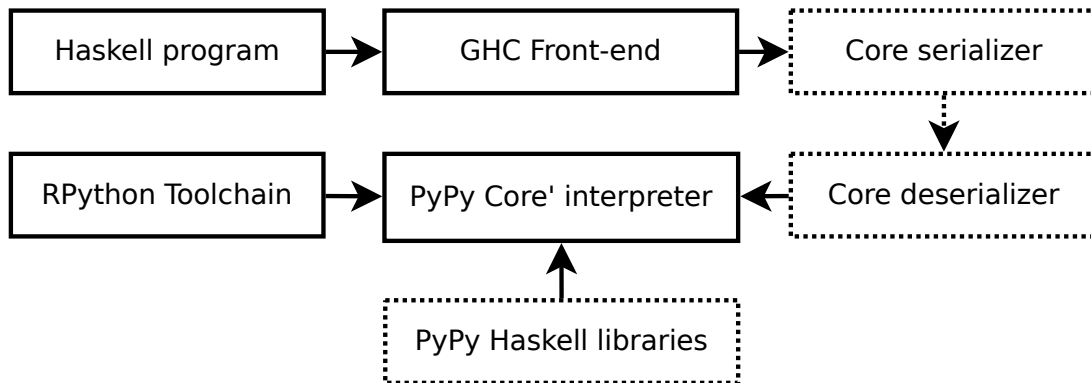 Haskell program
GHC Front-end
Core serializer
RPython Toolchain
PyPy Core' interpreter
Core deserializer
PyPy Haskell libraries